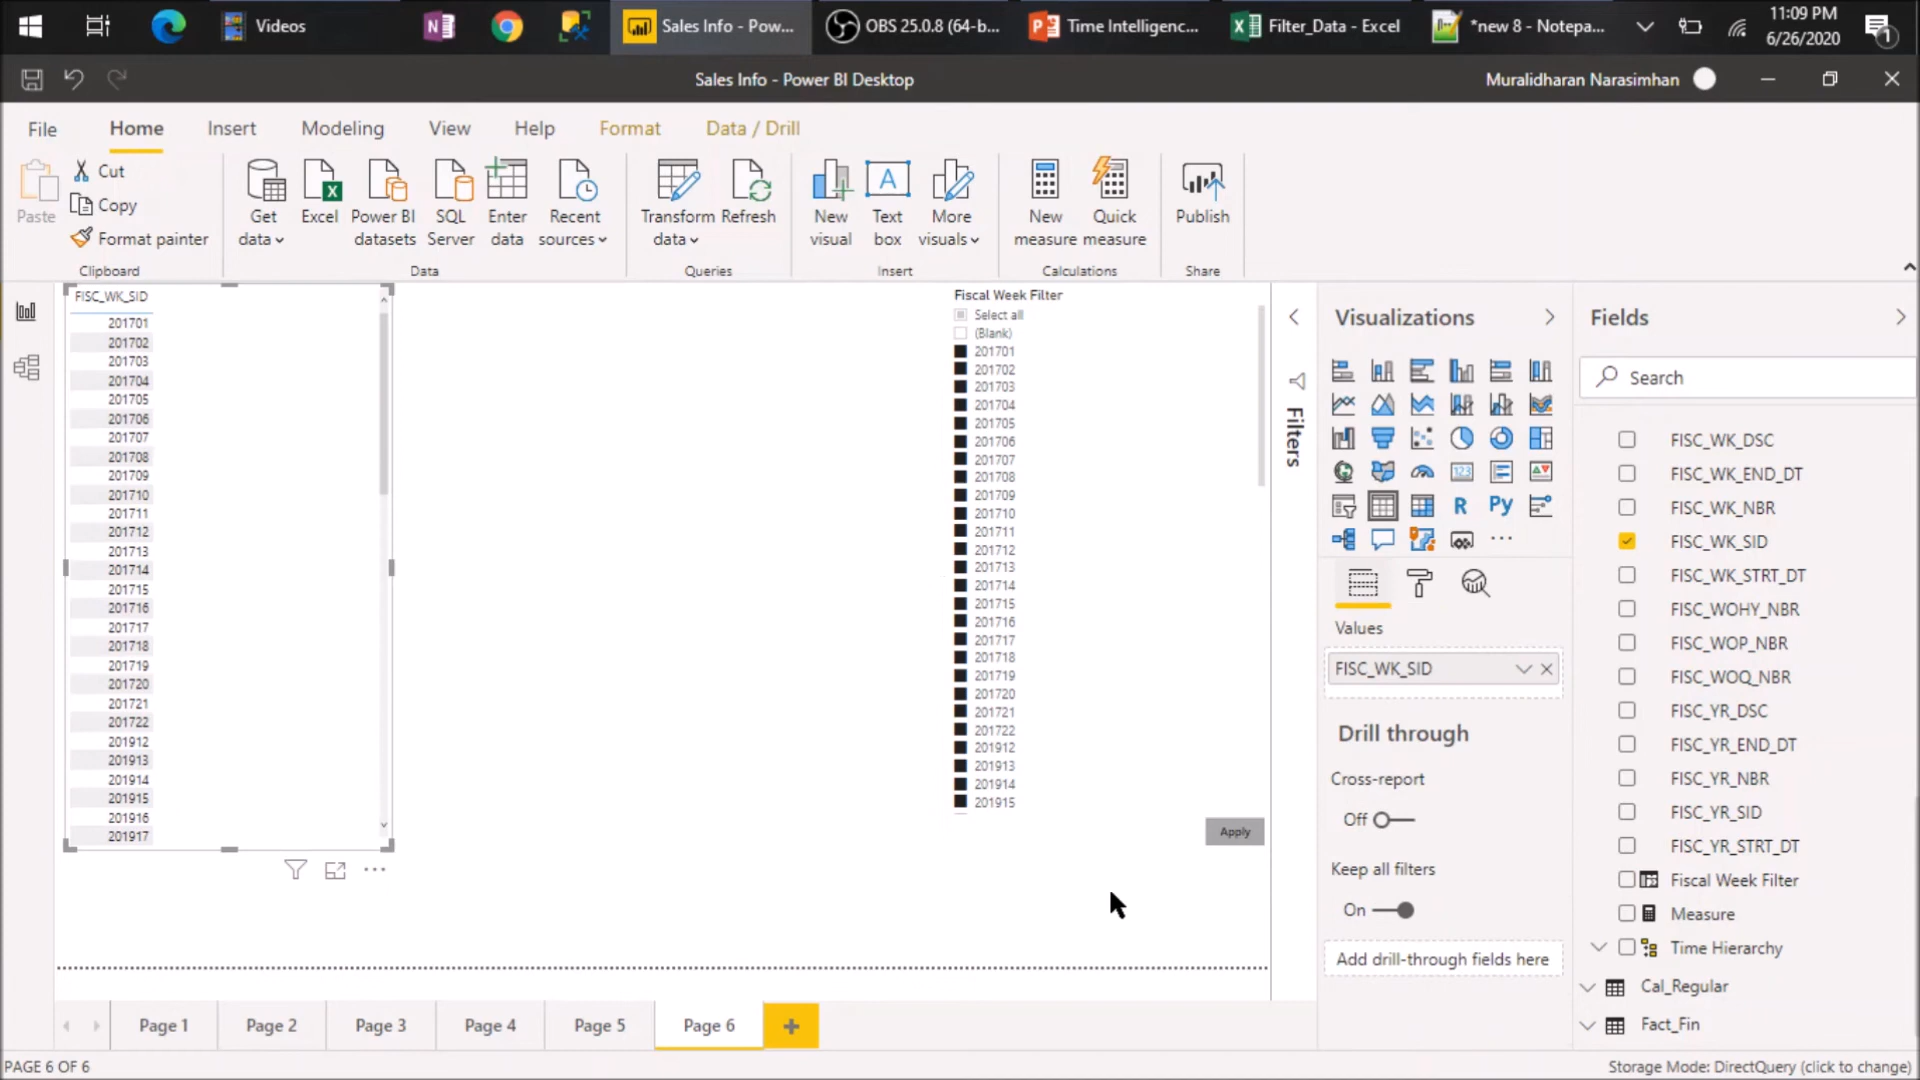 Videos
Sales Info - Pow...
OBS 25.0.8 (64-b...
Time Intelligenc...
Filter_Data - Excel
*new 8 - Notepa...
11:09 PM
6/26/2020
1
Sales Info - Power BI Desktop
Muralidharan Narasimhan
File
Home
Insert
Modeling
View
Help
Format
Data / Drill
Paste
Cut
Copy
Format painter
Clipboard
Get data
Excel
Power BI datasets
SQL Server
Enter data
Recent sources
Data
Transform data
Refresh
Queries
New visual
Text box
More visuals
Insert
New measure
Quick measure
Calculations
Publish
Share
FISC_WK_SID
201701
201702
201703
201704
201705
201706
201707
201708
201709
201710
201711
201712
201713
201714
201715
201716
201717
201718
201719
201720
201721
201722
201912
201913
201914
201915
201916
201917
Fiscal Week Filter
Select all
(Blank)
201701
201702
201703
201704
201705
201706
201707
201708
201709
201710
201711
201712
201713
201714
201715
201716
201717
201718
201719
201720
201721
201722
201912
201913
201914
201915
Apply
Filters
Visualizations
123
R
Py
Values
FISC_WK_SID
Drill through
Cross-report
Off
Keep all filters
On
Add drill-through fields here
Fields
Search
FISC_WK_DSC
FISC_WK_END_DT
FISC_WK_NBR
FISC_WK_SID
FISC_WK_STRT_DT
FISC_WOHY_NBR
FISC_WOP_NBR
FISC_WOQ_NBR
FISC_YR_DSC
FISC_YR_END_DT
FISC_YR_NBR
FISC_YR_SID
FISC_YR_STRT_DT
Fiscal Week Filter
Measure
Time Hierarchy
Cal_Regular
Fact_Fin
Page 1
Page 2
Page 3
Page 4
Page 5
Page 6
PAGE 6 OF 6
Storage Mode: DirectQuery (click to change)